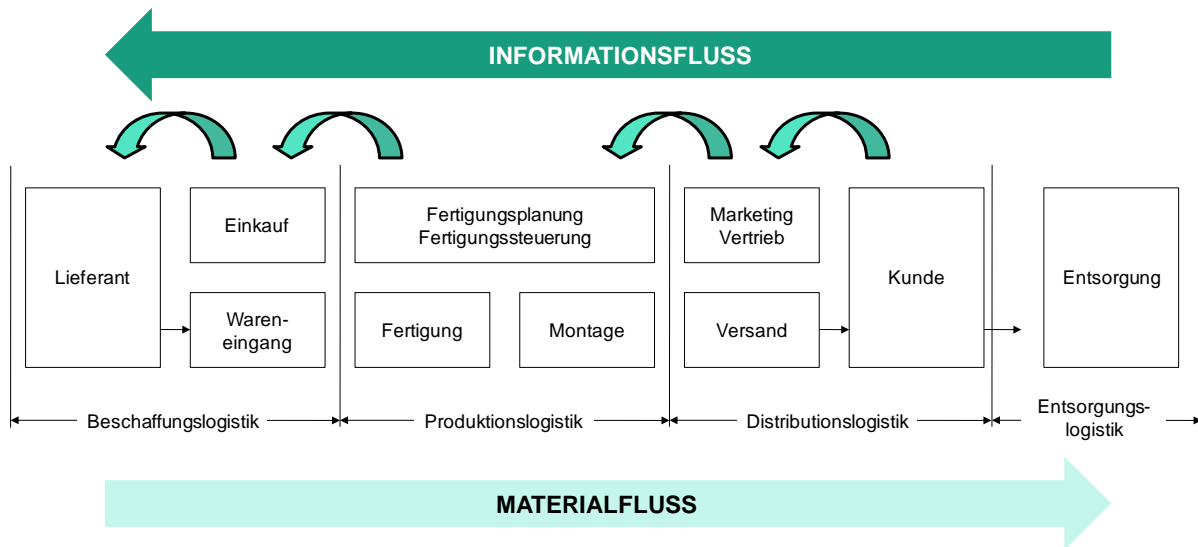 INFORMATIONSFLUSS
Lieferant
Einkauf
Waren-
eingang
Fertigungsplanung
Fertigungssteuerung
Fertigung
Montage
Marketing
Vertrieb
Versand
Kunde
Entsorgung
Beschaffungslogistik
Produktionslogistik
Distributionslogistik
Entsorgungs-
logistik
MATERIALFLUSS